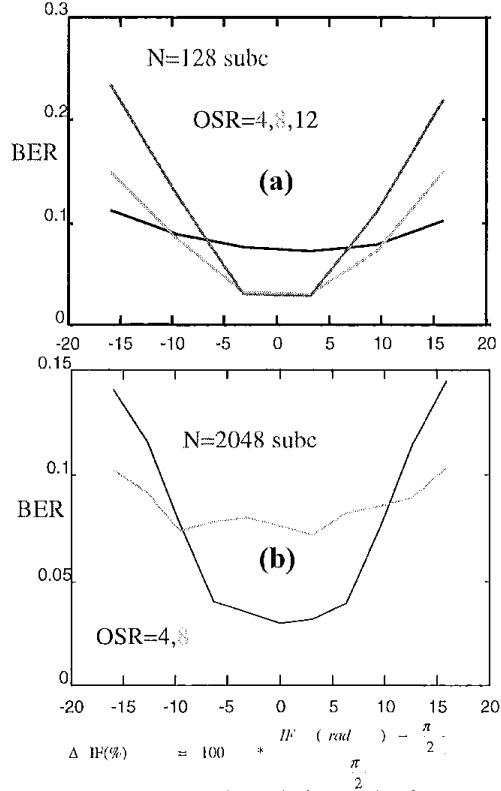 0.3
N=128 subc
0.2
OSR=4,8,12
BER
(a)
0.1
0
-20 -15 -10 -5 0 5 10 15 20
0.15
N=2048 subc
0.1
BER
(b)
0.05
OSR=4,8
0
-20 -15 -10 -5 0 5 10 15 20
IF (rad ) - π
2
Δ IF(%) = 100 *
π
2